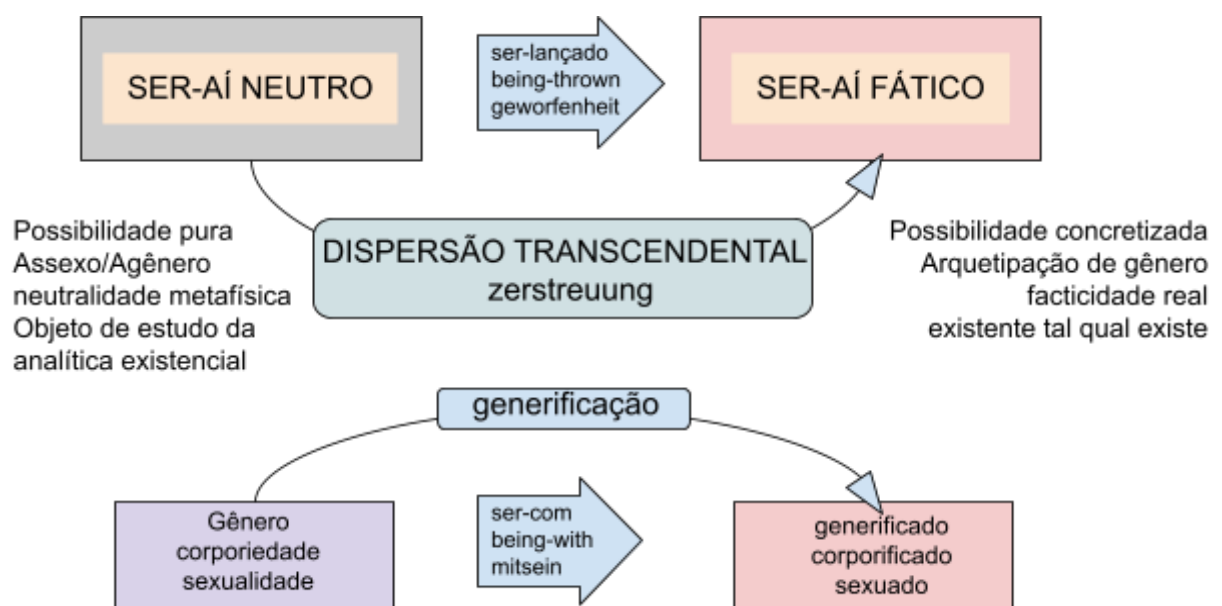 SER-AÍ NEUTRO
ser-lançado
being-thrown
geworfenheit
SER-AÍ FÁTICO
DISPERSÃO TRANSCENDENTAL
zerstreuung
Possibilidade pura
Assexo/Agênero
neutralidade metafísica
Objeto de estudo da
analítica existencial
Possibilidade concretizada
Arquetipação de gênero
facticidade real
existente tal qual existe
generificação
Gênero
corporiedade
sexualidade
ser-com
being-with
mitsein
generificado
corporificado
sexuado